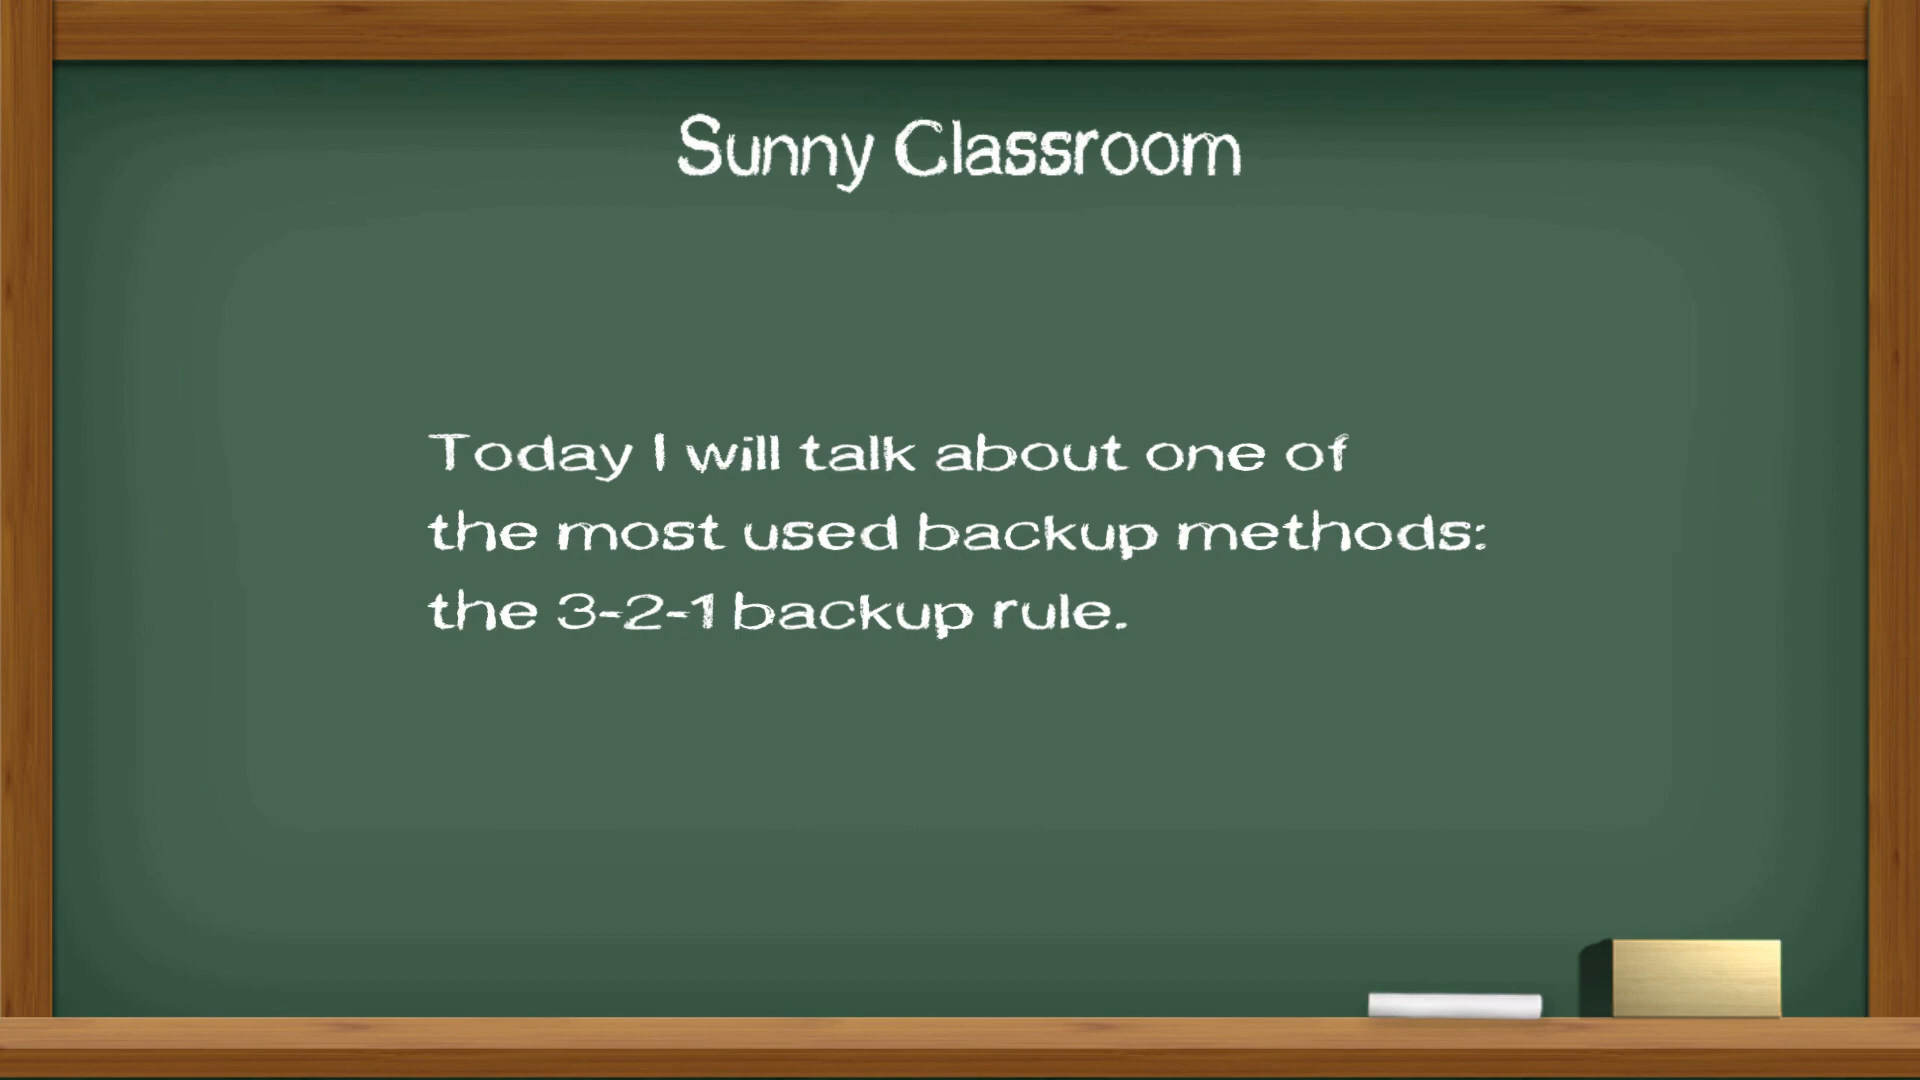 Sunny Classroom
Today I will talk about one of
the most used backup methods:
the 3-2-1 backup rule.